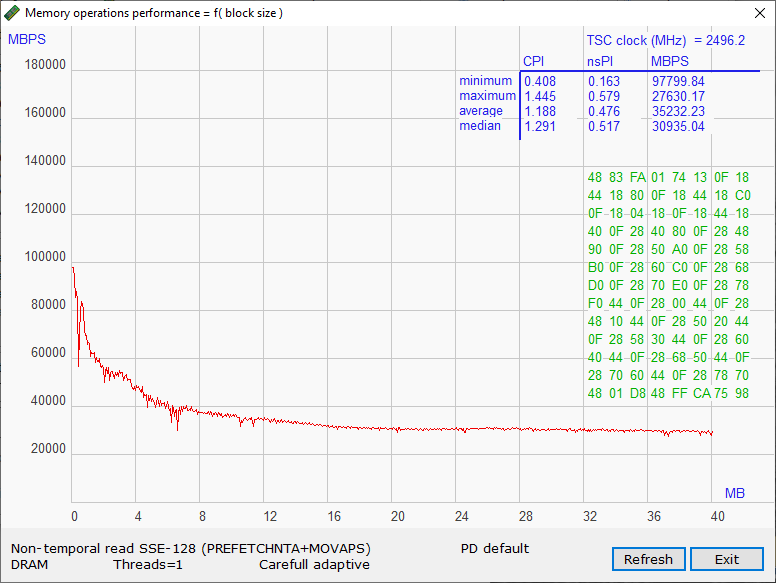 Memory operations performance = f( block size )
MBPS
TSC clock (MHz) = 2496.2
CPI nsPI MBPS
minimum 0.408 0.163 97799.84
maximum 1.445 0.579 27630.17
average 1.188 0.476 35232.23
median 1.291 0.517 30935.04
180000
160000
140000
120000
100000
80000
60000
40000
20000
48 83 FA 01 74 13 0F 18
44 18 80 0F 18 44 18 C0
0F 18 04 18 0F 18 44 18
40 0F 28 40 80 0F 28 48
90 0F 28 50 A0 0F 28 58
B0 0F 28 60 C0 0F 28 68
D0 0F 28 70 E0 0F 28 78
F0 44 0F 28 00 44 0F 28
48 10 44 0F 28 50 20 44
0F 28 58 30 44 0F 28 60
40 44 0F 28 68 50 44 0F
28 70 60 44 0F 28 78 70
48 01 D8 48 FF CA 75 98
MB
0 4 8 12 16 20 24 28 32 36 40
Non-temporal read SSE-128 (PREFETCHNTA+MOVAPS) PD default
DRAM Threads=1 Carefull adaptive
Refresh Exit